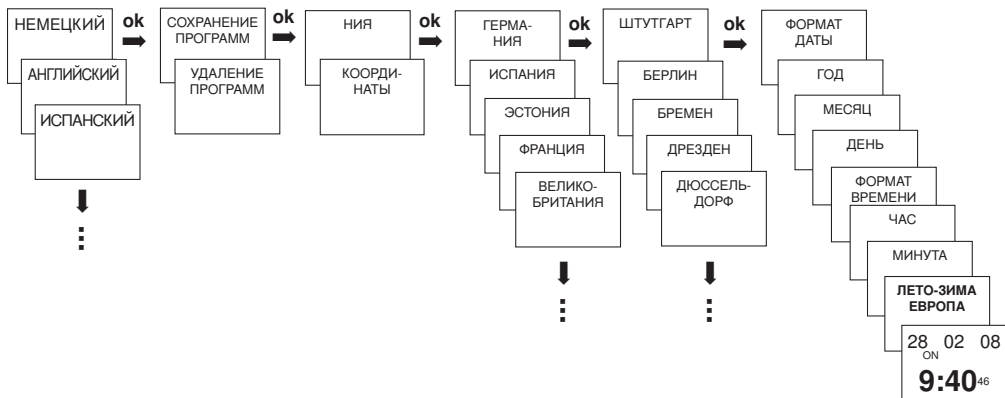 НЕМЕЦКИЙ
АНГЛИЙСКИЙ
ИСПАНСКИЙ
ok
СОХРАНЕНИЕ
ПРОГРАММ
УДАЛЕНИЕ
ПРОГРАММ
ok
НИЯ
КООРДИ-
НАТЫ
ok
ГЕРМА-
НИЯ
ИСПАНИЯ
ЭСТОНИЯ
ФРАНЦИЯ
ВЕЛИКО-
БРИТАНИЯ
ok
ШТУТГАРТ
БЕРЛИН
БРЕМЕН
ДРЕЗДЕН
ДЮССЕЛЬ-
ДОРФ
ok
ФОРМАТ
ДАТЫ
ГОД
МЕСЯЦ
ДЕНЬ
ФОРМАТ
ВРЕМЕНИ
ЧАС
МИНУТА
ЛЕТО-ЗИМА
ЕВРОПА
28 02 08
ON
9:40 46